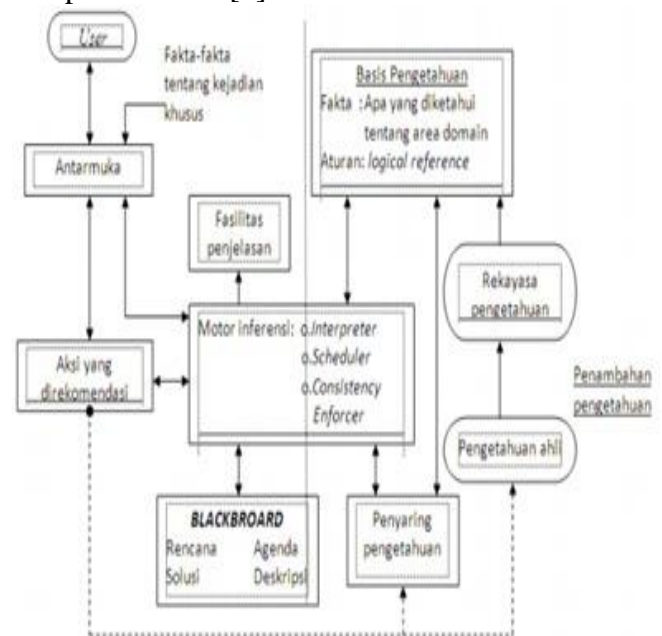 User
Fakta-fakta
tentang kejadian
khusus
Antarmuka
Basis Pengetahuan
Fakta : Apa yang diketahui
tentang area domain
Aturan: logical reference
Fasilitas
penjelasan
Rekayasa
pengetahuan
Motor inferensi: o.Interpreter
o.Scheduler
o.Consistency
Enforcer
Aksi yang
direkomendasi
Penambahan
pengetahuan
Pengetahuan ahli
BLACKBROARD
Rencana Agenda
Solusi Deskripsi
Penyaring
pengetahuan